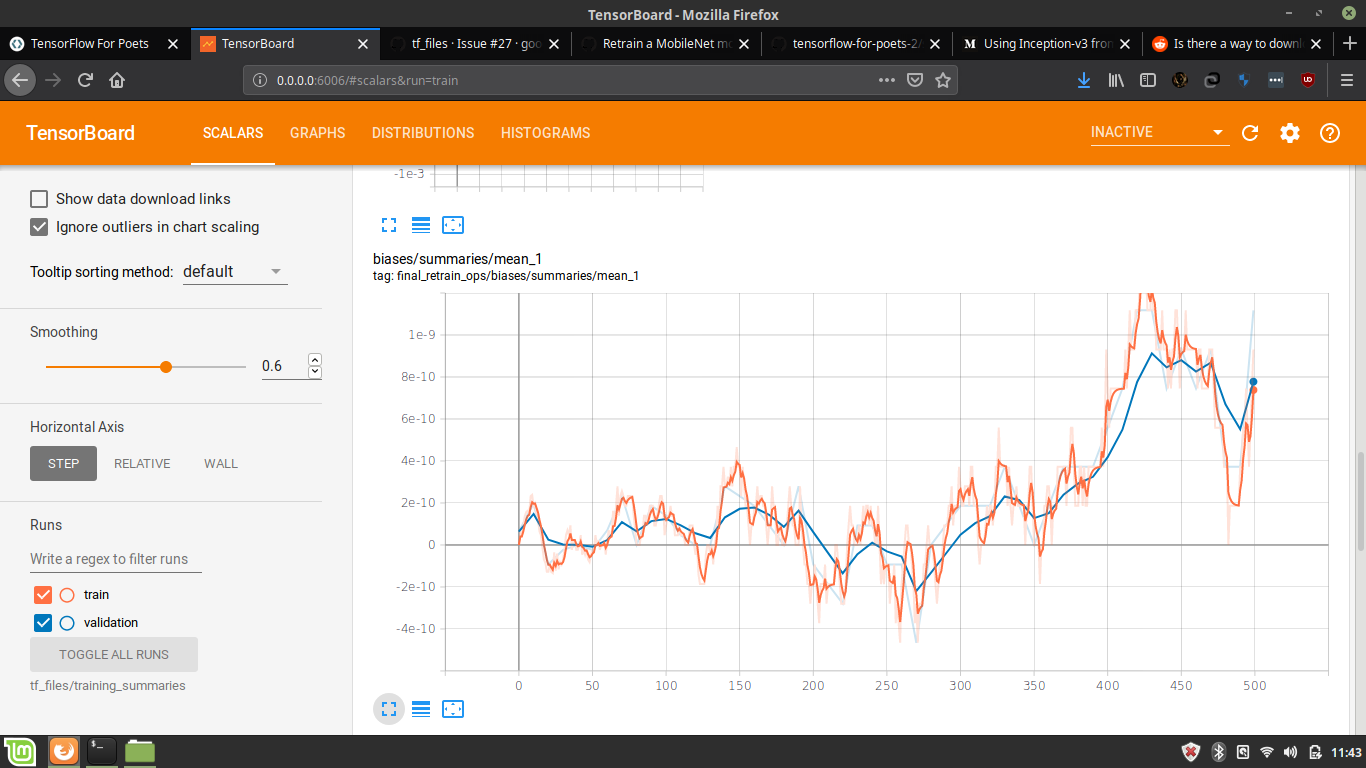 TensorBoard - Mozilla Firefox
TensorFlow For Poets
TensorBoard
tf_files · Issue #27 · goo
Retrain a MobileNet mo
tensorflow-for-poets-2/
Using Inception-v3 fron
Is there a way to downl
0.0.0.0:6006/#scalars&run=train
TensorBoard
SCALARS
GRAPHS
DISTRIBUTIONS
HISTOGRAMS
INACTIVE
Show data download links
Ignore outliers in chart scaling
Tooltip sorting method: default
Smoothing
0.6
Horizontal Axis
STEP
RELATIVE
WALL
Runs
Write a regex to filter runs
train
validation
TOGGLE ALL RUNS
tf_files/training_summaries
-1e-3
biases/summaries/mean_1
tag: final_retrain_ops/biases/summaries/mean_1
1e-9
8e-10
6e-10
4e-10
2e-10
0
-2e-10
-4e-10
0 50 100 150 200 250 300 350 400 450 500
11:43